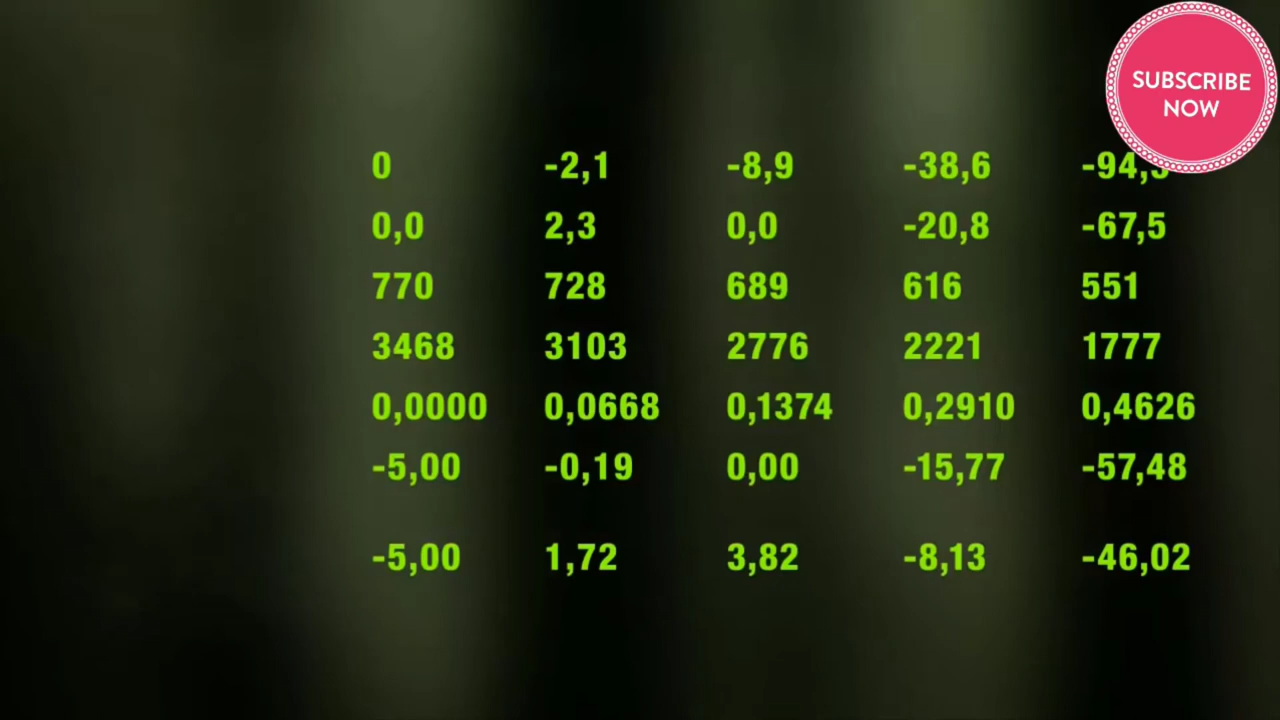 SUBSCRIBE
NOW
0 -2,1 -8,9 -38,6
0,0 2,3 0,0 -20,8 -67,5
770 728 689 616 551
3468 3103 2776 2221 1777
0,0000 0,0668 0,1374 0,2910 0,4626
-5,00 -0,19 0,00 -15,77 -57,48
-5,00 1,72 3,82 -8,13 -46,02